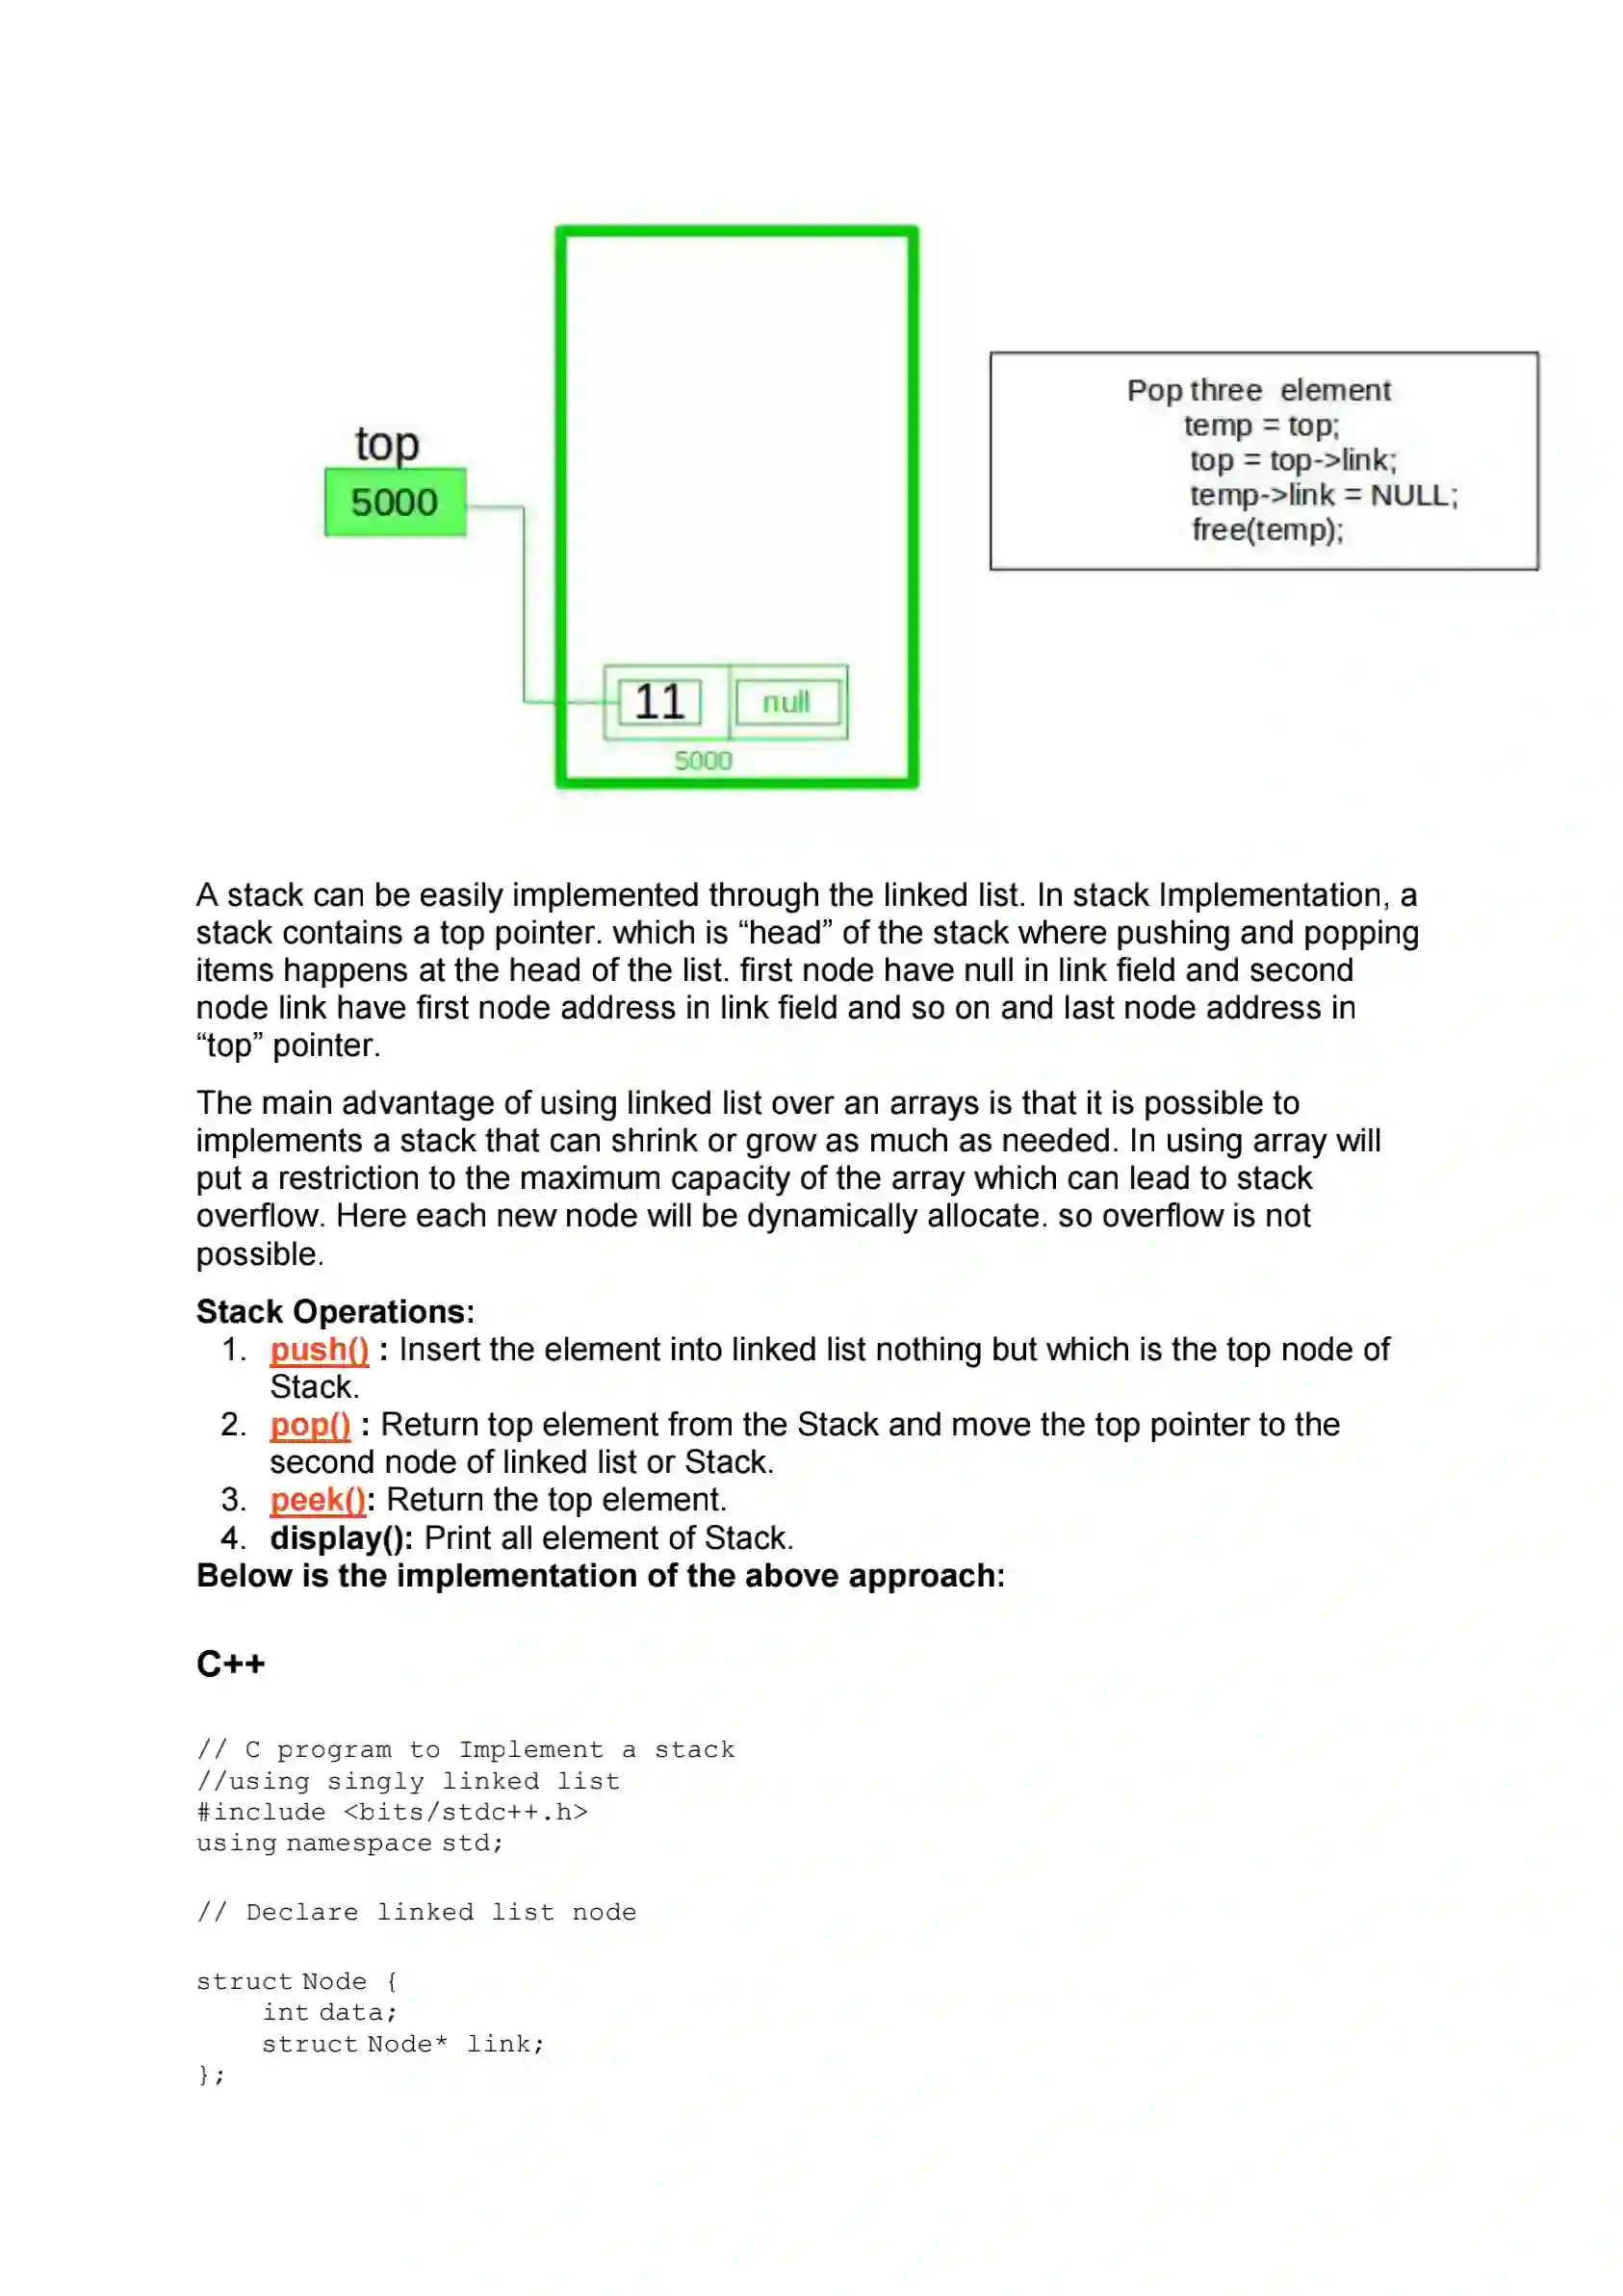 top
5000
11
null
5000
Pop three  element
temp = top;
top = top->link;
temp->link = NULL;
free(temp);
A stack can be easily implemented through the linked list. In stack Implementation, a
stack contains a top pointer. which is “head” of the stack where pushing and popping
items happens at the head of the list. first node have null in link field and second
node link have first node address in link field and so on and last node address in
“top” pointer.
The main advantage of using linked list over an arrays is that it is possible to
implements a stack that can shrink or grow as much as needed. In using array will
put a restriction to the maximum capacity of the array which can lead to stack
overflow. Here each new node will be dynamically allocate. so overflow is not
possible.
Stack Operations:
1. push() : Insert the element into linked list nothing but which is the top node of
Stack.
2. pop() : Return top element from the Stack and move the top pointer to the
second node of linked list or Stack.
3. peek(): Return the top element.
4. display(): Print all element of Stack.
Below is the implementation of the above approach:
C++
// C program to Implement a stack
//using singly linked list
#include <bits/stdc++.h>
using namespace std;
// Declare linked list node
struct Node {
    int data;
    struct Node* link;
};